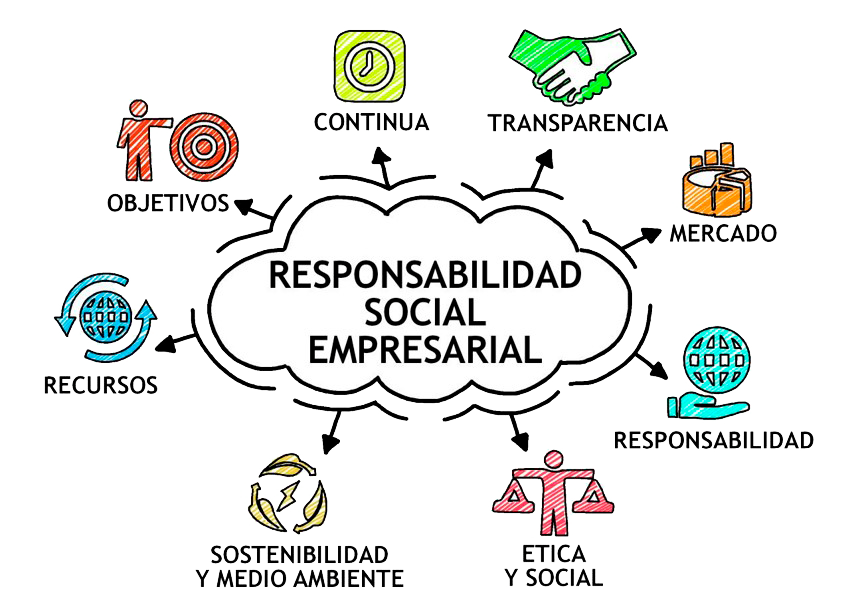 CONTINUA
TRANSPARENCIA
OBJETIVOS
MERCADO
RESPONSABILIDAD
SOCIAL
EMPRESARIAL
RECURSOS
RESPONSABILIDAD
SOSTENIBILIDAD
Y MEDIO AMBIENTE
ETICA
Y SOCIAL